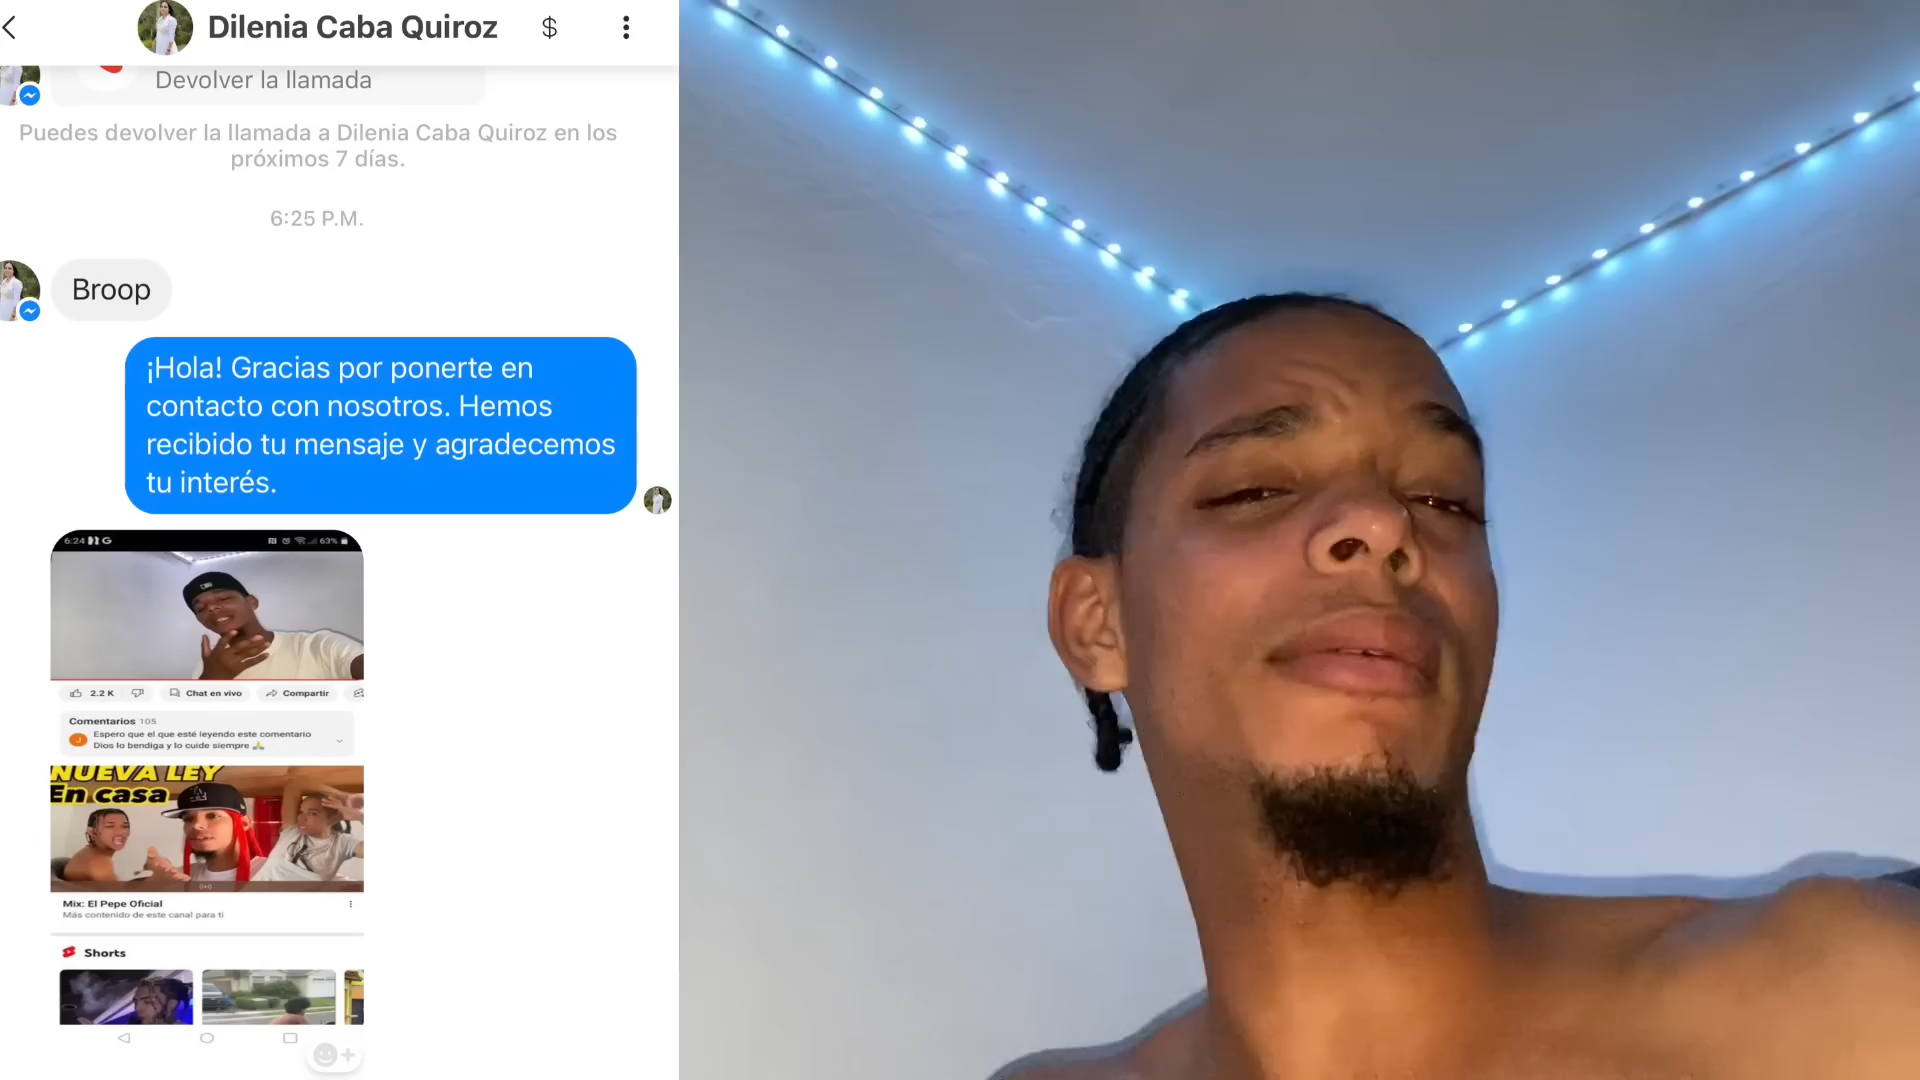 Dilenia Caba Quiroz $
Devolver la llamada
Puedes devolver la llamada a Dilenia Caba Quiroz en los
próximos 7 días.
6:25 P.M.
Broop
¡Hola! Gracias por ponerte en
contacto con nosotros. Hemos
recibido tu mensaje y agradecemos
tu interés.
6:24 63%
2.2 K Chat en vivo Compartir
Comentarios 105
Espero que el que esté leyendo este comentario
Dios lo bendiga y lo cuide siempre 🙏
NUEVA LEY
En casa
Mix: El Pepe Oficial
Más contenido de este canal para ti
Shorts